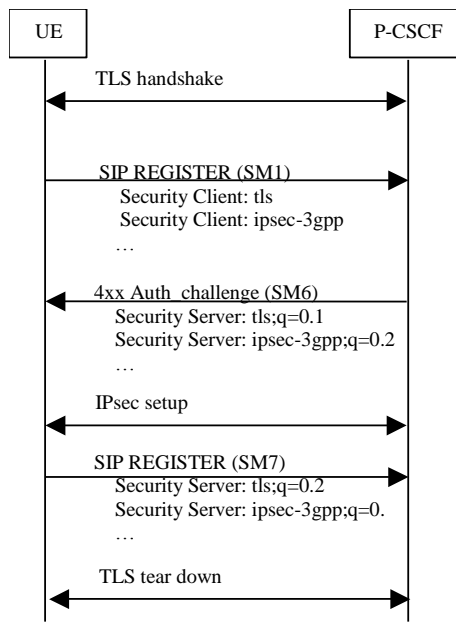 UE
P-CSCF
TLS handshake
SIP REGISTER (SM1)
Security Client: tls
Security Client: ipsec-3gpp
…
4xx Auth_challenge (SM6)
Security Server: tls;q=0.1
Security Server: ipsec-3gpp;q=0.2
…
IPsec setup
SIP REGISTER (SM7)
Security Server: tls;q=0.2
Security Server: ipsec-3gpp;q=0.
…
TLS tear down